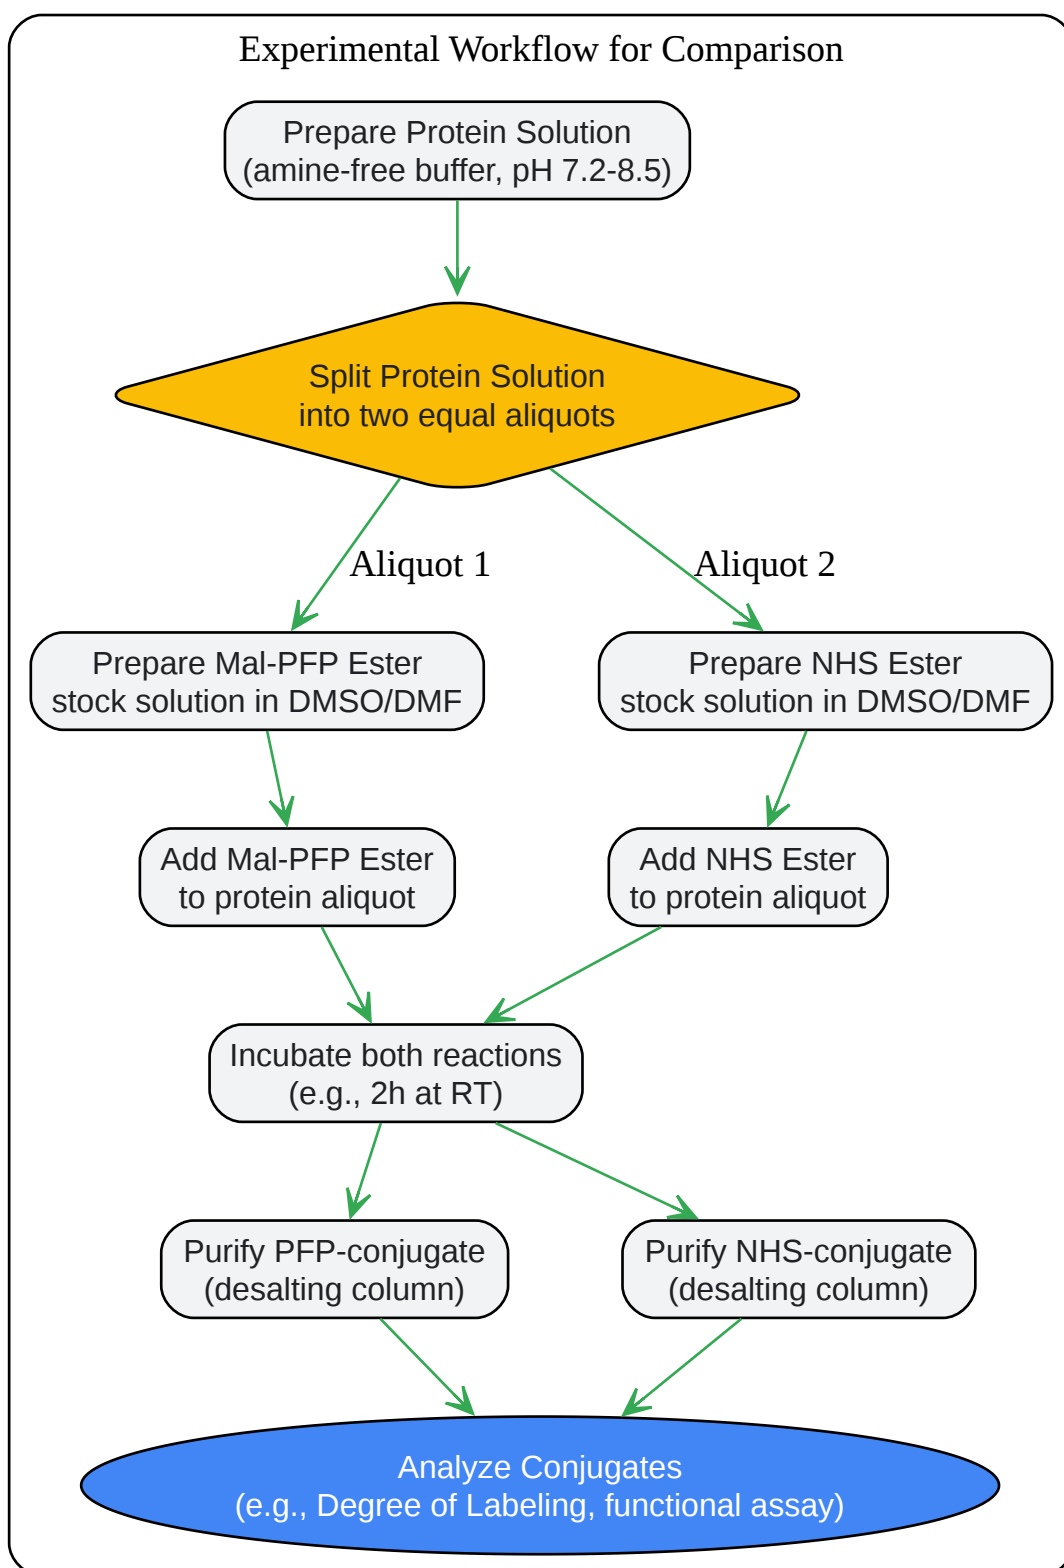 Experimental Workflow for Comparison
Prepare Protein Solution
(amine-free buffer, pH 7.2-8.5)
Split Protein Solution
into two equal aliquots
Aliquot 1
Aliquot 2
Prepare Mal-PFP Ester
stock solution in DMSO/DMF
Prepare NHS Ester
stock solution in DMSO/DMF
Add Mal-PFP Ester
to protein aliquot
Add NHS Ester
to protein aliquot
Incubate both reactions
(e.g., 2h at RT)
Purify PFP-conjugate
(desalting column)
Purify NHS-conjugate
(desalting column)
Analyze Conjugates
(e.g., Degree of Labeling, functional assay)